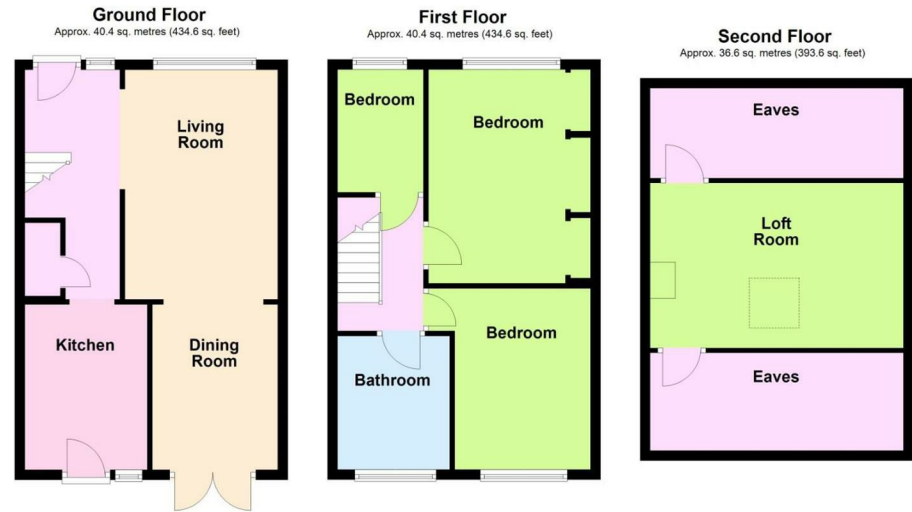 Ground Floor
Approx. 40.4 sq. metres (434.6 sq. feet)
Living
Room
Kitchen
Dining
Room
First Floor
Approx. 40.4 sq. metres (434.6 sq. feet)
Bedroom
Bedroom
Bedroom
Bathroom
Second Floor
Approx. 36.6 sq. metres (393.6 sq. feet)
Eaves
Loft
Room
Eaves